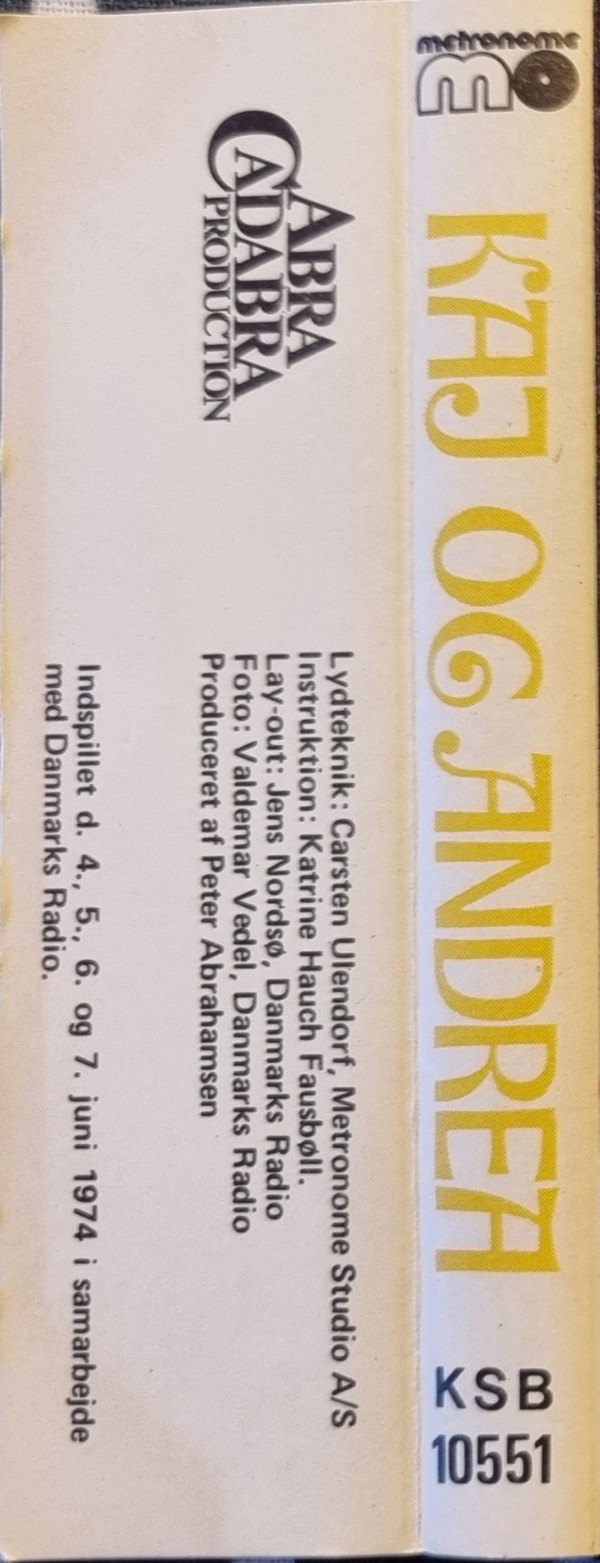 metronome
KAJ OG ANDREA
KSB
10551
ABRA
CADABRA
PRODUCTION
Lydteknik: Carsten Ulendorf, Metronome Studio A/S
Instruktion: Katrine Hauch Fausbøll.
Lay-out: Jens Nordsø, Danmarks Radio
Foto: Valdemar Vedel, Danmarks Radio
Produceret af Peter Abrahamsen
Indspillet d. 4., 5., 6. og 7. juni 1974 i samarbejde
med Danmarks Radio.